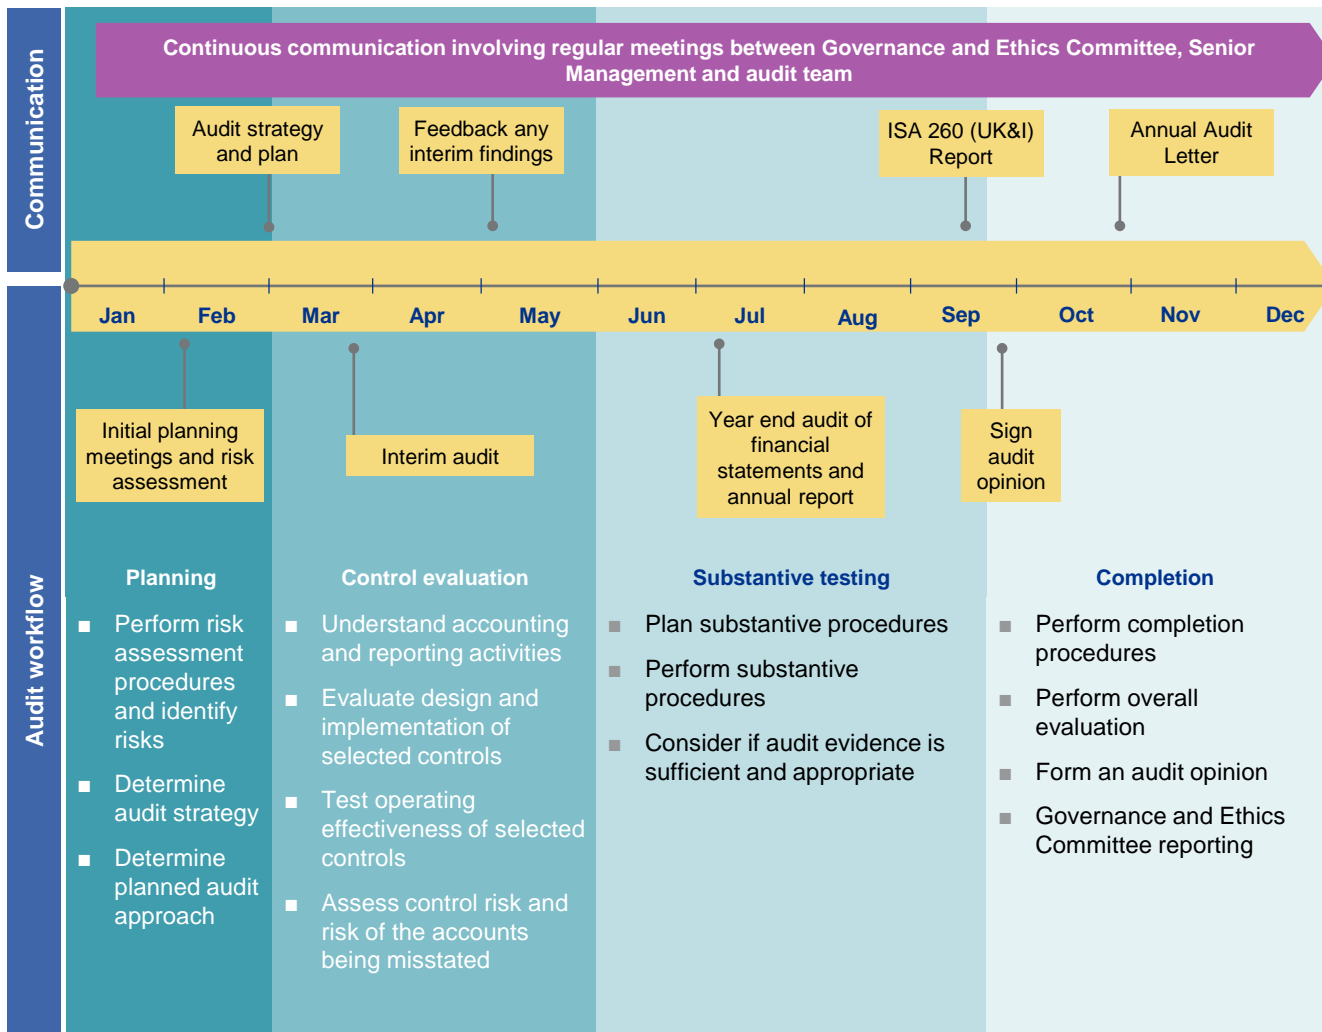 Communication
Continuous communication involving regular meetings between Governance and Ethics Committee, Senior
Management and audit team
Audit strategy
and plan
Feedback any
interim findings
ISA 260 (UK&I)
Report
Annual Audit
Letter
Jan Feb Mar Apr May Jun Jul Aug Sep Oct Nov Dec
Audit workflow
Initial planning
meetings and risk
assessment
Interim audit
Year end audit of
financial
statements and
annual report
Sign
audit
opinion
Planning
■ Perform risk
assessment
procedures
and identify
risks
■ Determine
audit strategy
■ Determine
planned audit
approach
Control evaluation
■ Understand accounting
and reporting activities
■ Evaluate design and
implementation of
selected controls
■ Test operating
effectiveness of selected
controls
■ Assess control risk and
risk of the accounts
being misstated
Substantive testing
■ Plan substantive procedures
■ Perform substantive
procedures
■ Consider if audit evidence is
sufficient and appropriate
Completion
■ Perform completion
procedures
■ Perform overall
evaluation
■ Form an audit opinion
■ Governance and Ethics
Committee reporting